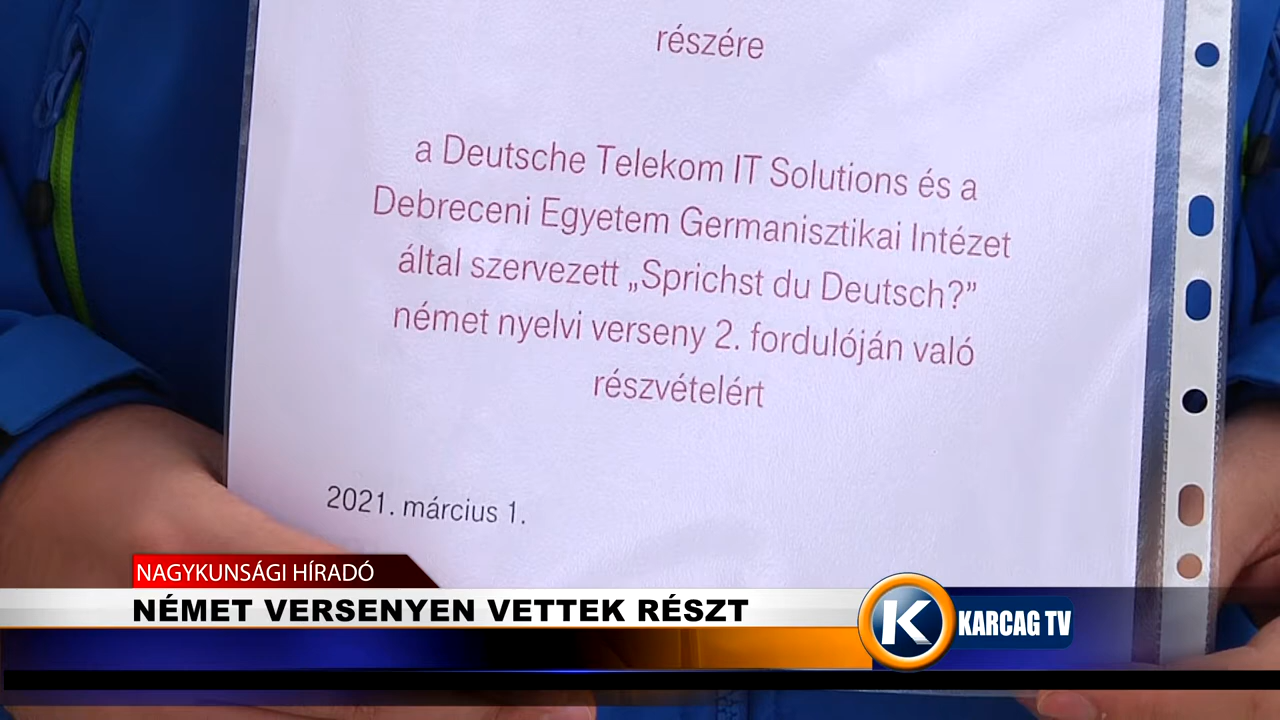 részére
a Deutsche Telekom IT Solutions és a
Debreceni Egyetem Germanisztikai Intézet
által szervezett „Sprichst du Deutsch?”
német nyelvi verseny 2. fordulóján való
részvételért
2021. március 1.
NAGYKUNSÁGI HÍRADÓ
NÉMET VERSENYEN VETTEK RÉSZT
K KARCAG TV